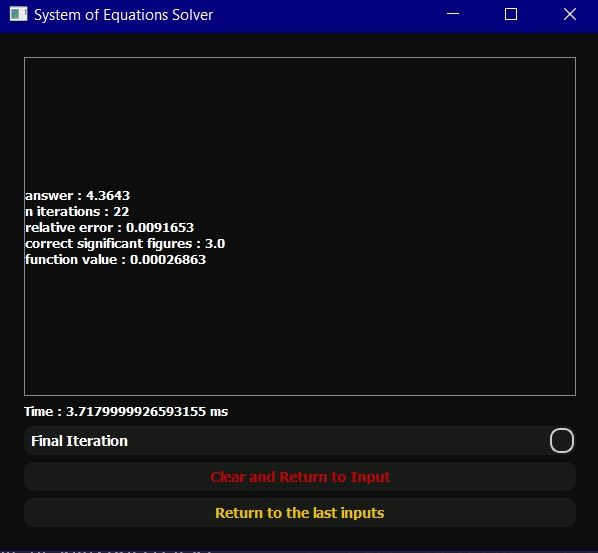 System of Equations Solver
answer : 4.3643
n iterations : 22
relative error : 0.0091653
correct significant figures : 3.0
function value : 0.00026863
Time : 3.7179999926593155 ms
Final Iteration
Clear and Return to Input
Return to the last inputs